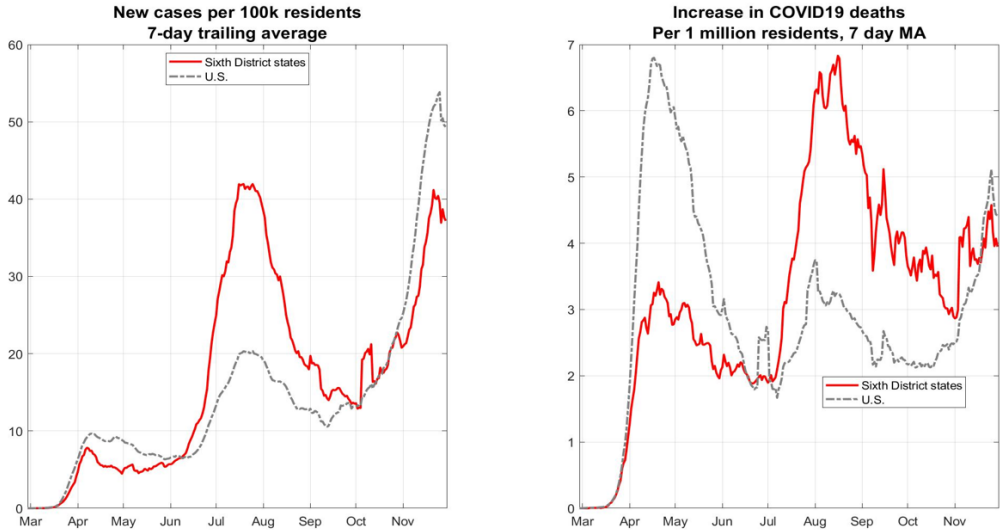 New cases per 100k residents
7-day trailing average
60
50
40
30
20
10
0
Sixth District states
U.S.
Mar Apr May Jun Jul Aug Sep Oct Nov
Increase in COVID19 deaths
Per 1 million residents, 7 day MA
7
6
5
4
3
2
1
0
Sixth District states
U.S.
Mar Apr May Jun Jul Aug Sep Oct Nov